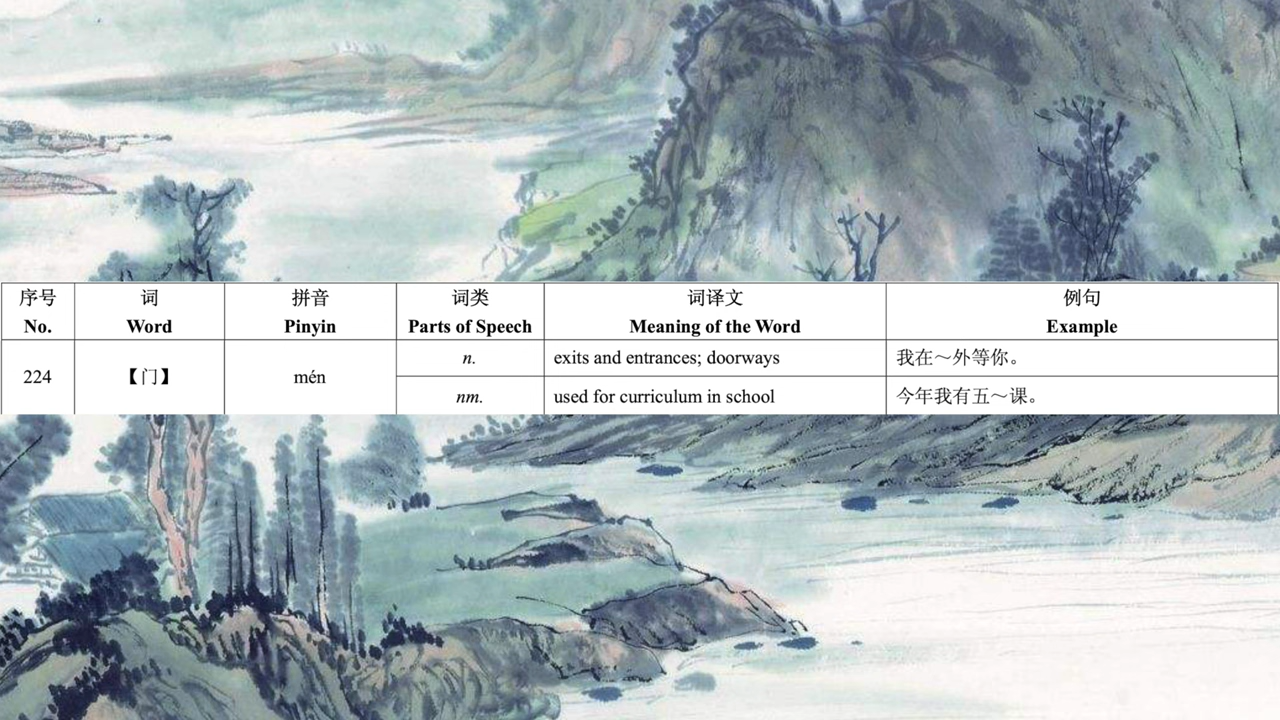 序号 词 拼音 词类 词译文 例句
No. Word Pinyin Parts of Speech Meaning of the Word Example
224 【门】 mén n. exits and entrances; doorways 我在～外等你。
nm. used for curriculum in school 今年我有五～课。